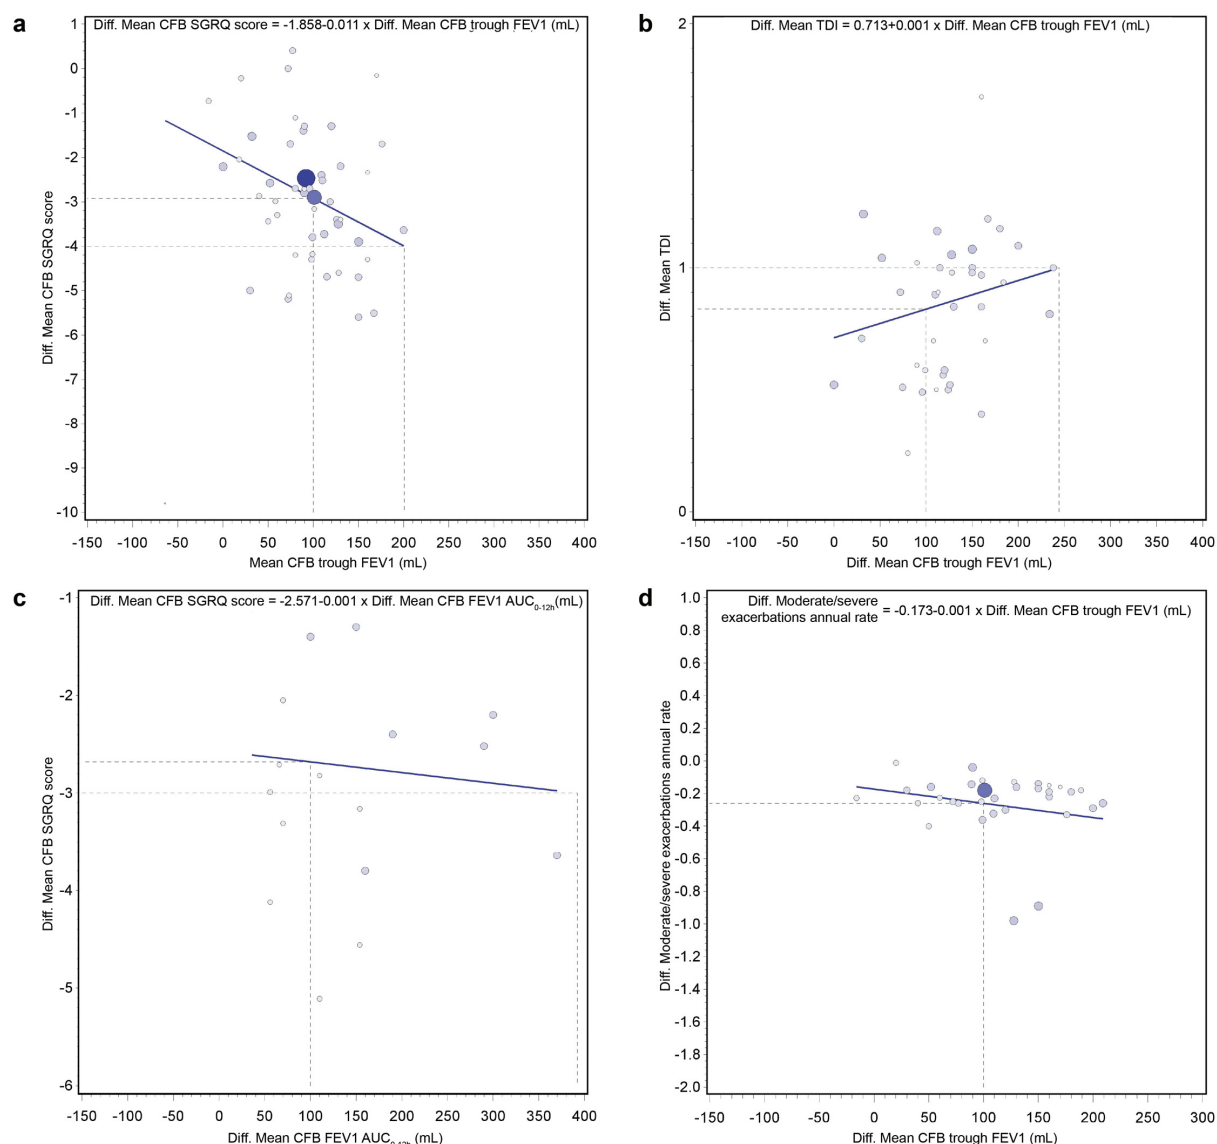 a
Diff. Mean CFB SGRQ score = -1.858-0.011 x Diff. Mean CFB trough FEV1 (mL)
1
0
-1
-2
-3
-4
-5
-6
-7
-8
-9
-10
Diff. Mean CFB SGRQ score
-150 -100 -50 0 50 100 150 200 250 300 350 400
Mean CFB trough FEV1 (mL)
b
Diff. Mean TDI = 0.713+0.001 x Diff. Mean CFB trough FEV1 (mL)
2
1
0
Diff. Mean TDI
-150 -100 -50 0 50 100 150 200 250 300 350 400
Diff. Mean CFB trough FEV1 (mL)
c
Diff. Mean CFB SGRQ score = -2.571-0.001 x Diff. Mean CFB FEV1 AUC0-12h(mL)
-1
-2
-3
-4
-5
-6
Diff. Mean CFB SGRQ score
-150 -100 -50 0 50 100 150 200 250 300 350 400
Diff. Mean CFB FEV1 AUC0-12h (mL)
d
Diff. Moderate/severe
exacerbations annual rate = -0.173-0.001 x Diff. Mean CFB trough FEV1 (mL)
1.0
0.8
0.6
0.4
0.2
0.0
-0.2
-0.4
-0.6
-0.8
-1.0
-1.2
-1.4
-1.6
-1.8
-2.0
Diff. Moderate/severe exacerbations annual rate
-150 -100 -50 0 50 100 150 200 250 300
Diff. Mean CFB trough FEV1 (mL)